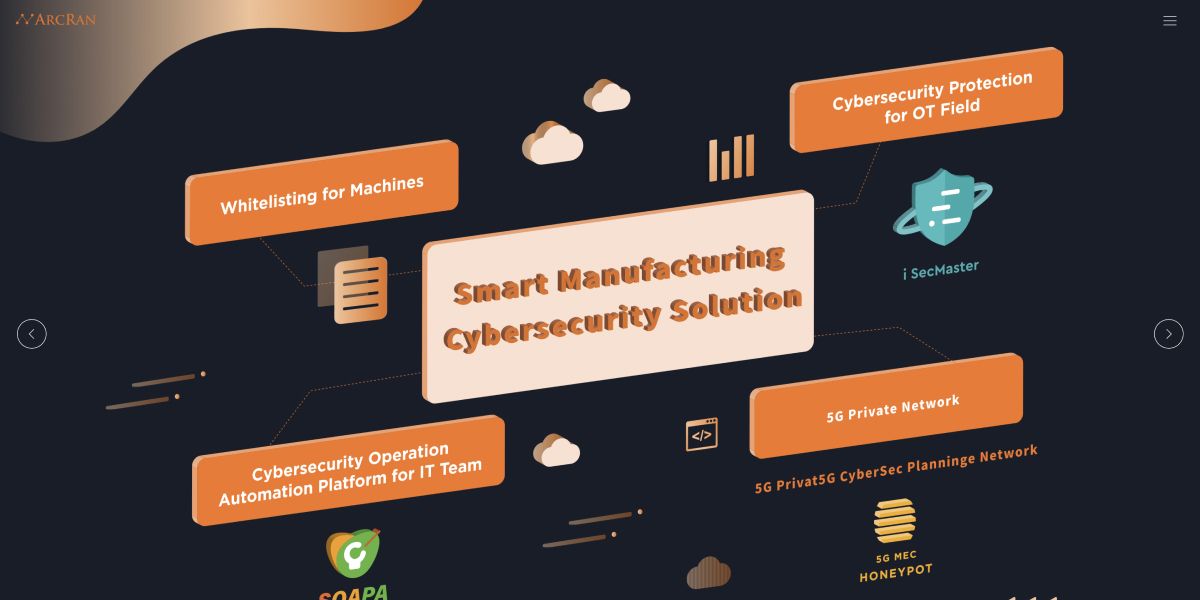 ARCRAN
Cybersecurity Protection
for OT Field
Whitelisting for Machines
Smart Manufacturing
Cybersecurity Solution
i SecMaster
5G Private Network
5G Privat5G CyberSec Planninge Network
Cybersecurity Operation
Automation Platform for IT Team
</>
5G MEC
HONEYPOT
SOAPA